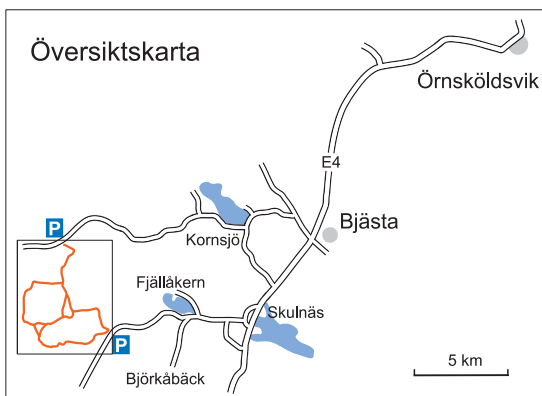 Översiktskarta
Örnsköldsvik
E4
Bjästa
P
Kornsjö
Fjällåkern
Skulnäs
P
Björkåbäck
5 km